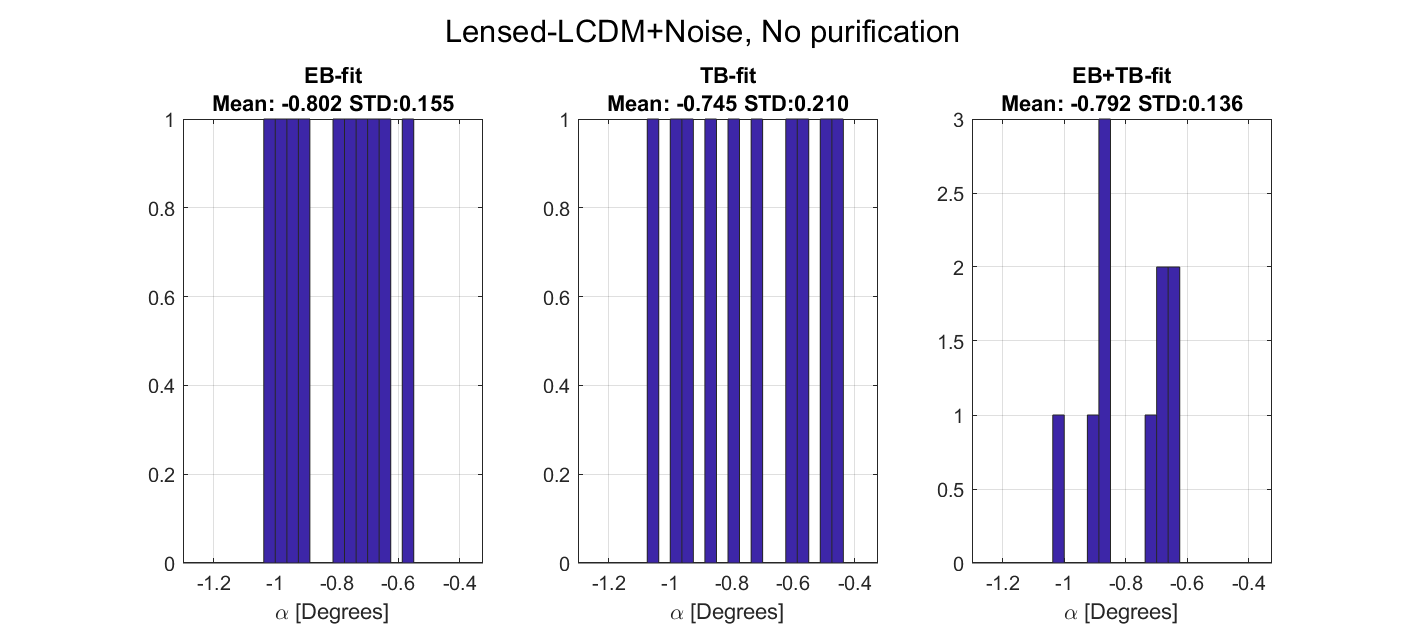 Lensed-LCDM+Noise, No purification
EB-fit
Mean: -0.802 STD:0.155
1
0.8
0.6
0.4
0.2
0
-1.2 -1 -0.8 -0.6 -0.4
α [Degrees]
TB-fit
Mean: -0.745 STD:0.210
1
0.8
0.6
0.4
0.2
0
-1.2 -1 -0.8 -0.6 -0.4
α [Degrees]
EB+TB-fit
Mean: -0.792 STD:0.136
3
2.5
2
1.5
1
0.5
0
-1.2 -1 -0.8 -0.6 -0.4
α [Degrees]